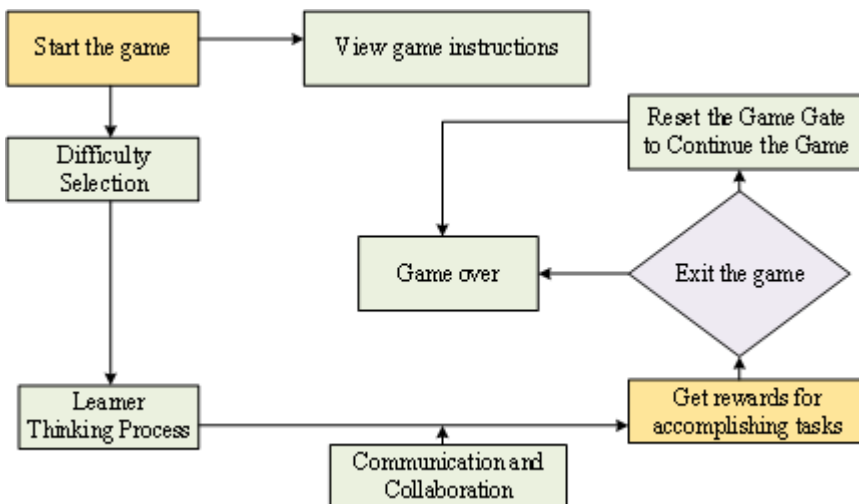 Start the game
View game instructions
Difficulty
Selection
Reset the Game Gate
to Continue the Game
Game over
Exit the game
Learner
Thinking Process
Get rewards for
accomplishing tasks
Communication and
Collaboration